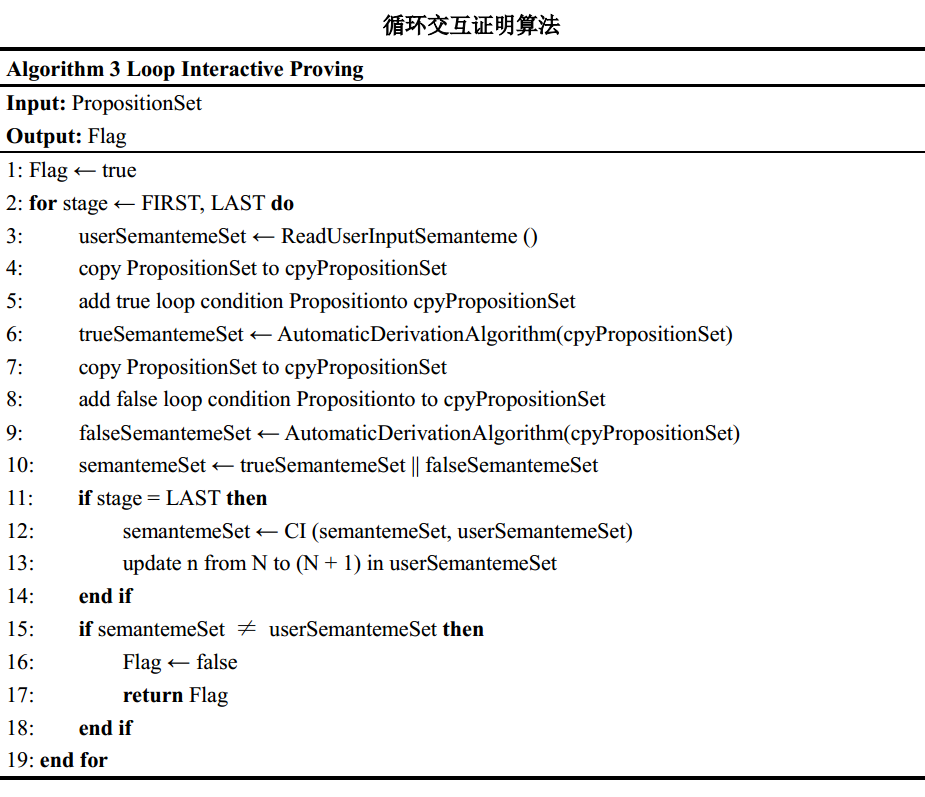 循环交互证明算法
Algorithm 3 Loop Interactive Proving
Input: PropositionSet
Output: Flag
1: Flag ← true
2: for stage ← FIRST, LAST do
3: userSemantemeSet ← ReadUserInputSemanteme ()
4: copy PropositionSet to cpyPropositionSet
5: add true loop condition Propositionto cpyPropositionSet
6: trueSemantemeSet ← AutomaticDerivationAlgorithm(cpyPropositionSet)
7: copy PropositionSet to cpyPropositionSet
8: add false loop condition Propositionto to cpyPropositionSet
9: falseSemantemeSet ← AutomaticDerivationAlgorithm(cpyPropositionSet)
10: semantemeSet ← trueSemantemeSet || falseSemantemeSet
11: if stage = LAST then
12: semantemeSet ← CI (semantemeSet, userSemantemeSet)
13: update n from N to (N + 1) in userSemantemeSet
14: end if
15: if semantemeSet ≠ userSemantemeSet then
16: Flag ← false
17: return Flag
18: end if
19: end for